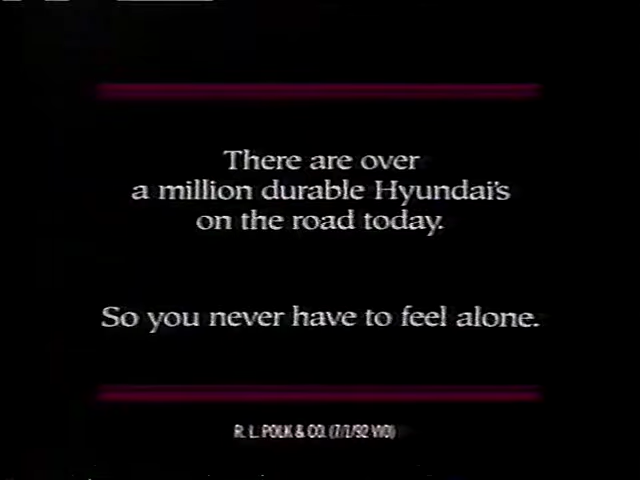 There are over
a million durable Hyundai's
on the road today.
So you never have to feel alone.
R. L. POLK & CO. (7/1/92 VIO)